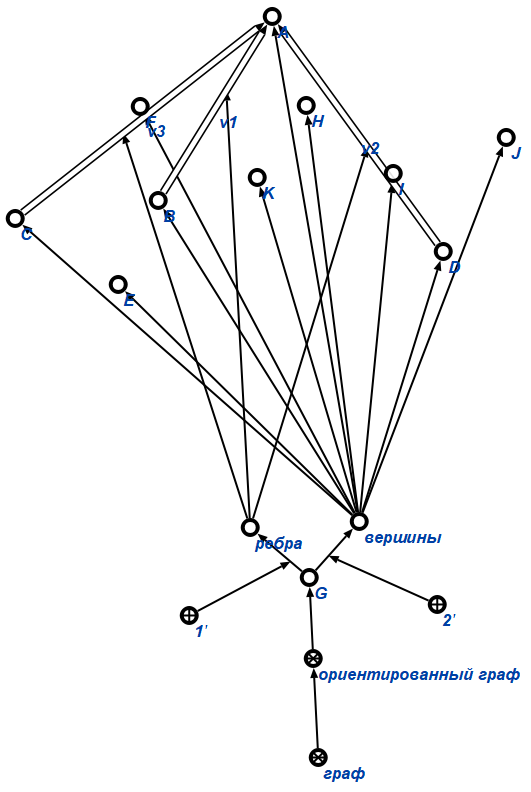 A
F
v3
v1
H
v2
J
K
I
B
C
D
E
ребра
вершины
G
1'
2'
ориентированный граф
граф